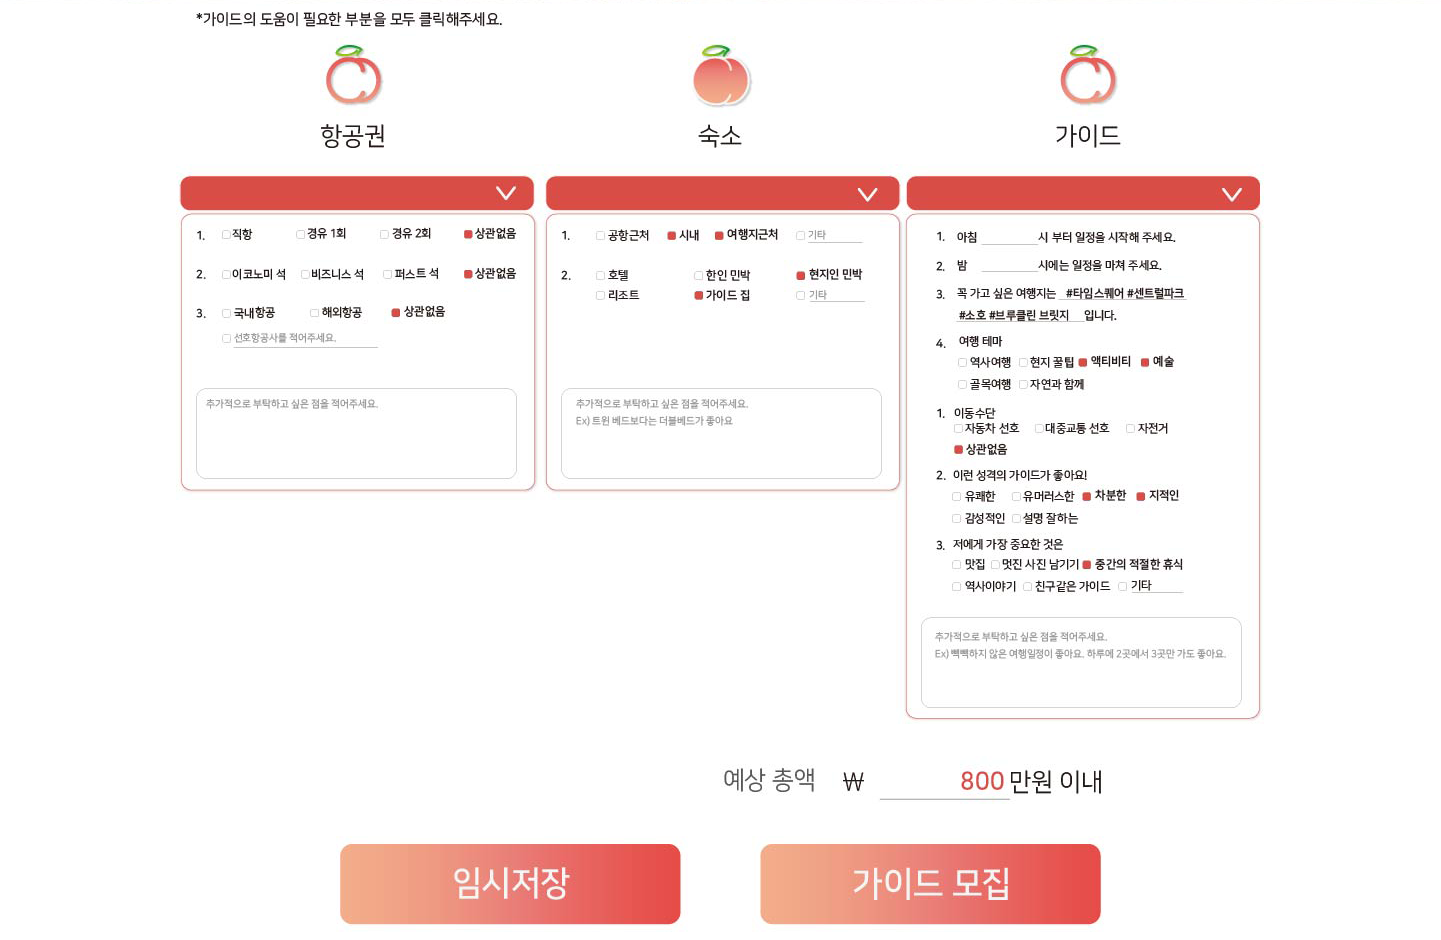 *가이드의 도움이 필요한 부분을 모두 클릭해주세요.
항공권
숙소
가이드
1. 직항 경유 1회 경유 2회 상관없음
2. 이코노미 석 비즈니스 석 퍼스트 석 상관없음
3. 국내항공 해외항공 상관없음
선호항공사를 적어주세요.
추가적으로 부탁하고 싶은 점을 적어주세요.
1. 공항근처 시내 여행지근처 기타
2. 호텔 한인 민박 현지인 민박
리조트 가이드 집 기타
추가적으로 부탁하고 싶은 점을 적어주세요.
Ex) 트윈 베드보다는 더블베드가 좋아요
1. 아침 시 부터 일정을 시작해 주세요.
2. 밤 시에는 일정을 마쳐 주세요.
3. 꼭 가고 싶은 여행지는 #타임스퀘어 #센트럴파크
#소호 #브루클린 브릿지 입니다.
4. 여행 테마
역사여행 현지 꿀팁 액티비티 예술
골목여행 자연과 함께
1. 이동수단
자동차 선호 대중교통 선호 자전거
상관없음
2. 이런 성격의 가이드가 좋아요!
유쾌한 유머러스한 차분한 지적인
감성적인 설명 잘하는
3. 저에게 가장 중요한 것은
맛집 멋진 사진 남기기 중간의 적절한 휴식
역사이야기 친구같은 가이드 기타
추가적으로 부탁하고 싶은 점을 적어주세요.
Ex) 빽빽하지 않은 여행일정이 좋아요. 하루에 2곳에서 3곳만 가도 좋아요.
예상 총액 ₩ 800 만원 이내
임시저장
가이드 모집